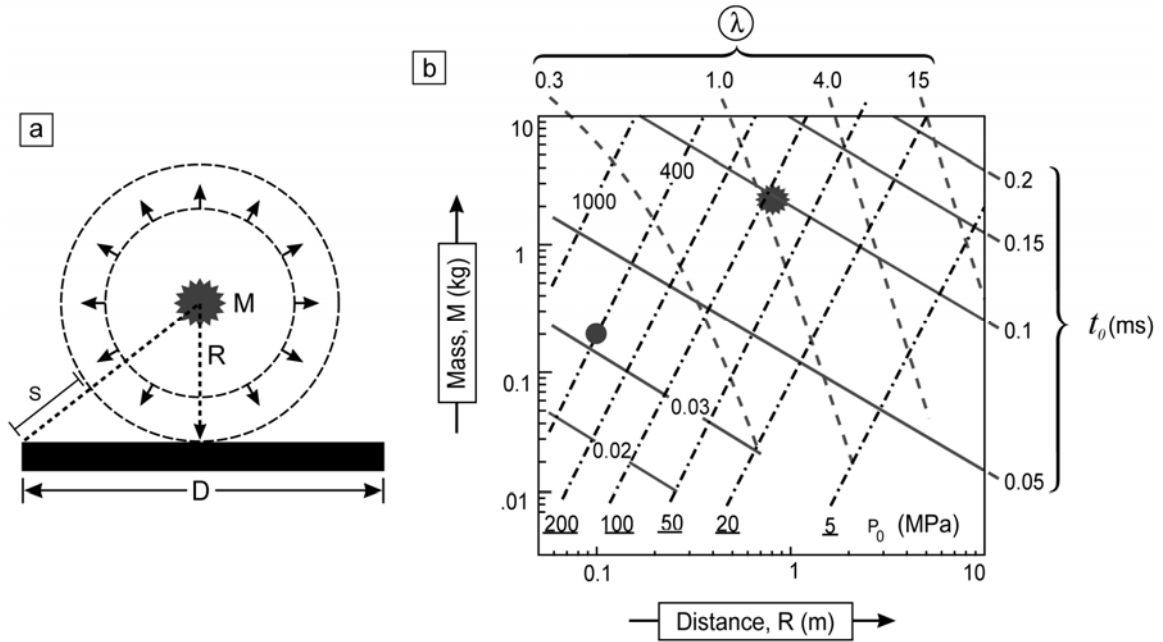 a
M
R
s
D
b
λ
0.3
1.0
4.0
15
10
1
0.1
.01
Mass, M (kg)
1000
400
0.03
0.02
200
100
50
20
5
P₀ (MPa)
0.2
0.15
0.1
0.05
t₀ (ms)
0.1
1
10
Distance, R (m)